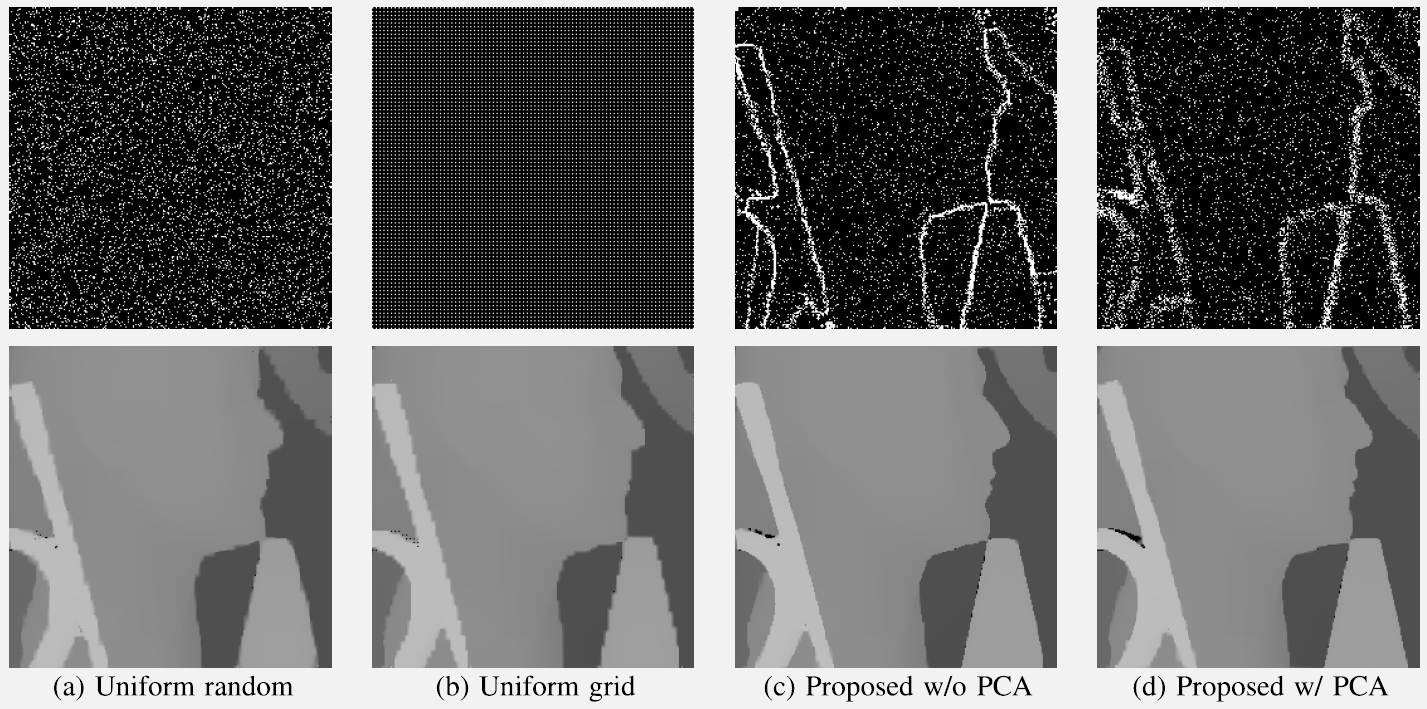 (a) Uniform random
(b) Uniform grid
(c) Proposed w/o PCA
(d) Proposed w/ PCA